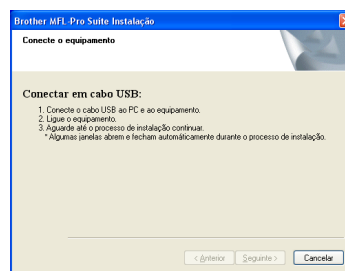 Brother MFL-Pro Suite Instalação
Conecte o equipamento
Conectar em cabo USB:
1. Conecte o cabo USB ao PC e ao equipamento.
2. Ligue o equipamento.
3. Aguarde até o processo de instalação continuar.
* Algumas janelas abrem e fecham automáticamente durante o processo de instalação.
< Anterior
Seguinte >
Cancelar